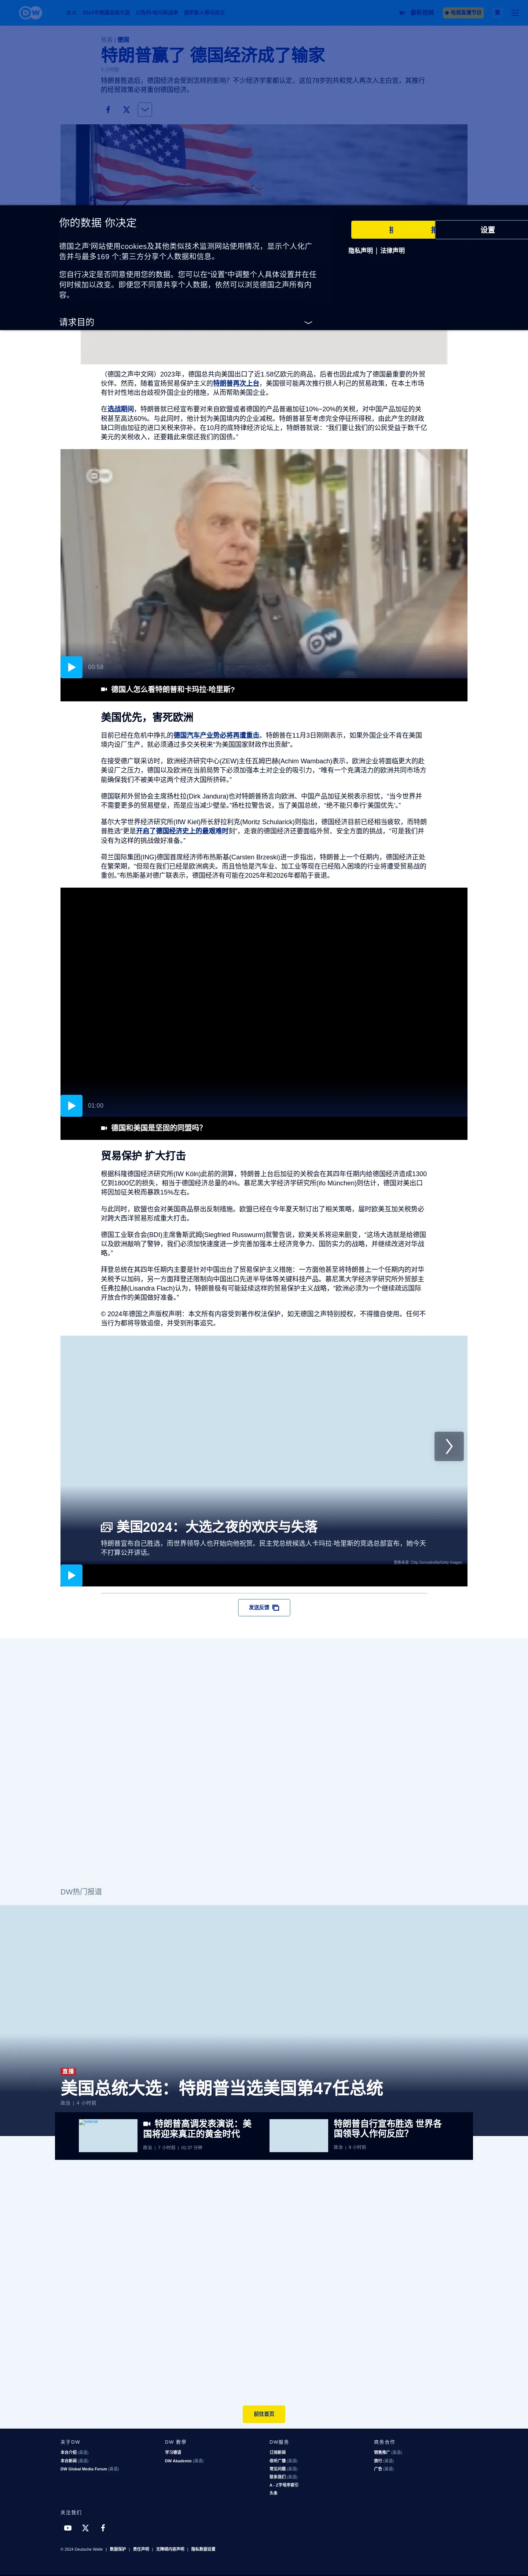 DW
焦点 2024年美国总统大选 以色列-哈马斯战争 俄罗斯入侵乌克兰
最新视频
电视直播节目
繁
经济 | 德国
特朗普赢了 德国经济成了输家
特朗普胜选后，德国经济会受到怎样的影响？不少经济学家都认定，这位78岁的共和党人再次入主白宫，其推行
的经贸政策必将重创德国经济。
你的数据 你决定
德国之声网站使用cookies及其他类似技术监测网站使用情况，显示个人化广
告并与最多169 个;第三方分享个人数据和信息。
您自行决定是否同意使用您的数据。您可以在“设置”中调整个人具体设置并在任
何时候加以改变。即便您不同意共享个人数据，依然可以浏览德国之声所有内
容。
请求目的
设置
隐私声明 | 法律声明
（德国之声中文网）2023年，德国总共向美国出口了近1.58亿欧元的商品，后者也因此成为了德国最重要的外贸
伙伴。然而，随着宣扬贸易保护主义的特朗普再次上台，美国很可能再次推行损人利己的贸易政策，在本土市场
有针对性地出台歧视外国企业的措施，从而帮助美国企业。
在选战期间，特朗普就已经宣布要对来自欧盟或者德国的产品普遍加征10%~20%的关税，对中国产品加征的关
税甚至高达60%。与此同时，他计划为美国境内的企业减税。特朗普甚至考虑完全停征所得税，由此产生的财政
缺口则由加征的进口关税来弥补。在10月的底特律经济论坛上，特朗普就说：“我们要让我们的公民受益于数千亿
美元的关税收入，还要藉此来偿还我们的国债。”
DW
00:58
德国人怎么看特朗普和卡玛拉·哈里斯?
美国优先，害死欧洲
目前已经在危机中挣扎的德国汽车产业势必将再遭重击。特朗普在11月3日刚刚表示，如果外国企业不肯在美国
境内设厂生产，就必须通过多交关税来“为美国国家财政作出贡献”。
在接受德广联采访时，欧洲经济研究中心(ZEW)主任瓦姆巴赫(Achim Wambach)表示，欧洲企业将面临更大的赴
美设厂之压力，德国以及欧洲在当前局势下必须加强本土对企业的吸引力，“唯有一个充满活力的欧洲共同市场方
能确保我们不被美中这两个经济大国所挤碎。”
德国联邦外贸协会主席扬杜拉(Dirk Jandura)也对特朗普扬言向欧洲、中国产品加征关税表示担忧，“当今世界并
不需要更多的贸易壁垒，而是应当减少壁垒。”扬杜拉警告说，当了美国总统，“绝不能只奉行‘美国优先’。”
基尔大学世界经济研究所(IfW Kiel)所长舒拉利克(Moritz Schularick)则指出，德国经济目前已经相当疲软，而特朗
普胜选“更是开启了德国经济史上的最艰难时刻”，走衰的德国经济还要面临外贸、安全方面的挑战，“可是我们并
没有为这样的挑战做好准备。”
荷兰国际集团(ING)德国首席经济师布热斯基(Carsten Brzeski)进一步指出，特朗普上一个任期内，德国经济正处
在繁荣期，“但现在我们已经是欧洲病夫。而且恰恰是汽车业、加工业等现在已经陷入困境的行业将遭受贸易战的
重创。”布热斯基对德广联表示，德国经济有可能在2025年和2026年都陷于衰退。
01:00
德国和美国是坚固的同盟吗?
贸易保护 扩大打击
根据科隆德国经济研究所(IW Köln)此前的测算，特朗普上台后加征的关税会在其四年任期内给德国经济造成1300
亿到1800亿的损失，相当于德国经济总量的4%。慕尼黑大学经济学研究所(ifo München)则估计，德国对美出口
将因加征关税而暴跌15%左右。
与此同时，欧盟也会对美国商品祭出反制措施。欧盟已经在今年夏天制订出了相关策略，届时欧美互加关税势必
对跨大西洋贸易形成重大打击。
德国工业联合会(BDI)主席鲁斯武姆(Siegfried Russwurm)就警告说，欧美关系将迎来剧变，“这场大选就是给德国
以及欧洲敲响了警钟，我们必须加快速度进一步完善加强本土经济竞争力、国防实力的战略，并继续改进对华战
略。”
拜登总统在其四年任期内主要是针对中国出台了贸易保护主义措施：一方面他甚至将特朗普上一个任期内的对华
关税予以加码，另一方面拜登还限制向中国出口先进半导体等关键科技产品。慕尼黑大学经济学研究所外贸部主
任弗拉赫(Lisandra Flach)认为，特朗普极有可能延续这样的贸易保护主义战略，“欧洲必须为一个继续疏远国际
开放合作的美国做好准备。”
© 2024年德国之声版权声明：本文所有内容受到著作权法保护，如无德国之声特别授权，不得擅自使用。任何不
当行为都将导致追偿，并受到刑事追究。
美国2024：大选之夜的欢庆与失落
特朗普宣布自己胜选，而世界领导人也开始向他祝贺。民主党总统候选人卡玛拉·哈里斯的竞选总部宣布，她今天
不打算公开讲话。
图像来源: Chip Somodevilla/Getty Images
发送反馈
DW热门报道
直播
美国总统大选：特朗普当选美国第47任总统
政治 | 4 小时前
特朗普高调发表演说：美
国将迎来真正的黄金时代
政治 | 7 小时前 | 01:37 分钟
特朗普自行宣布胜选 世界各
国领导人作何反应？
政治 | 9 小时前
前往首页
关于DW
本台介绍 (英语)
本台新闻 (英语)
DW Global Media Forum (英语)
DW 教學
学习德语
DW Akademie (英语)
DW服务
订阅新闻
收听广播 (英语)
常见问题 (英语)
联系我们 (英语)
A - Z字母序索引
头条
商务合作
销售推广 (英语)
旅行 (英语)
广告 (英语)
关注我们
© 2024 Deutsche Welle | 数据保护 | 责任声明 | 无障碍内容声明 | 隐私数据设置